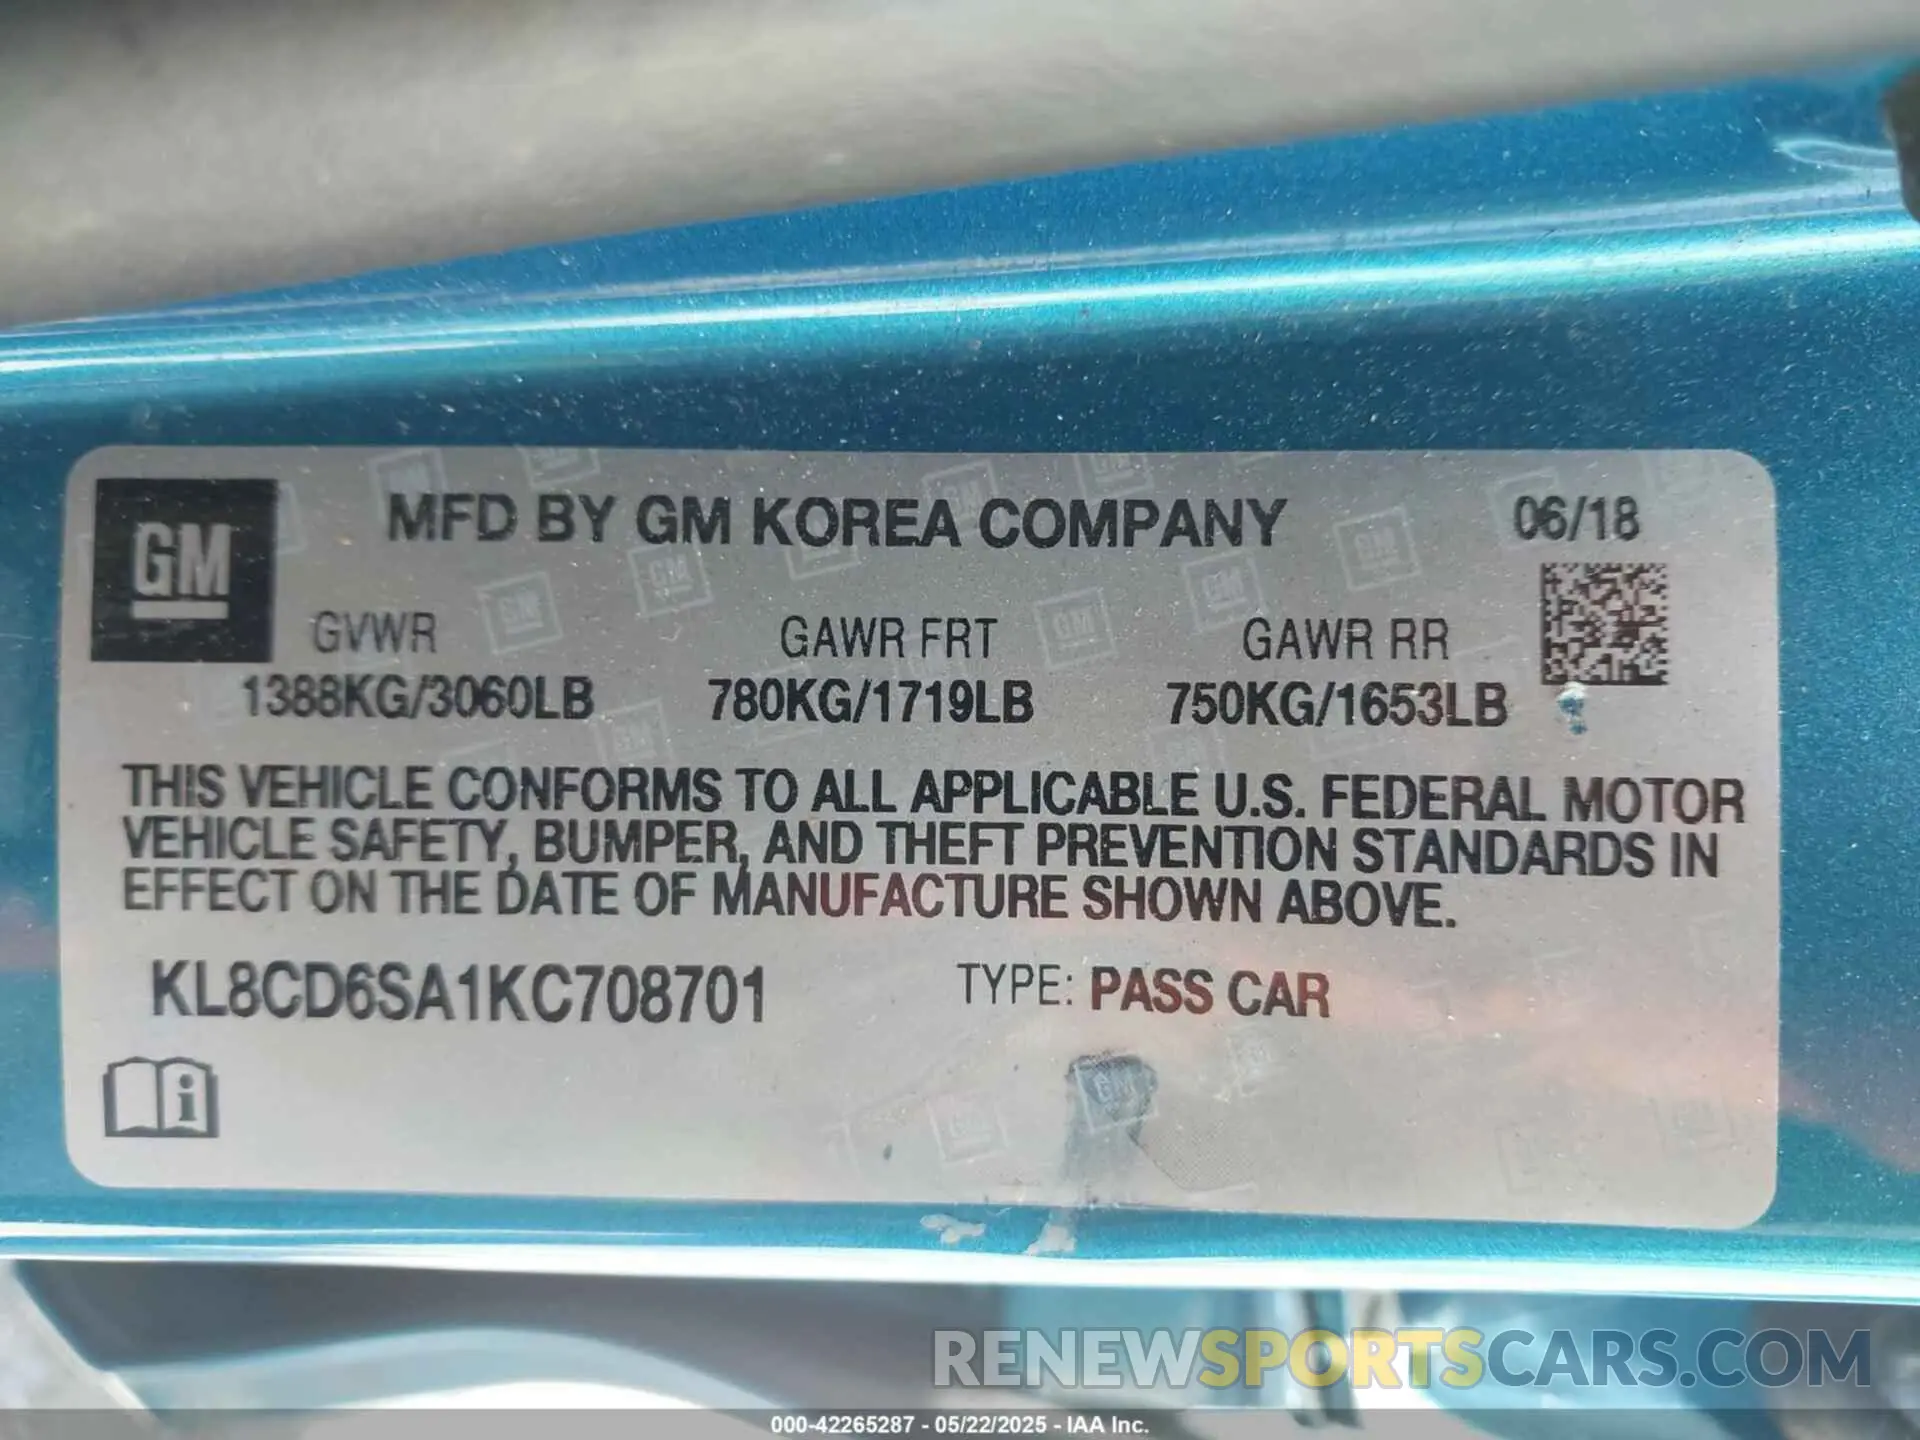 GM
MFD BY GM KOREA COMPANY
06/18
GVWR
GAWR FRT
GAWR RR
1388KG/3060LB
780KG/1719LB
750KG/1653LB
THIS VEHICLE CONFORMS TO ALL APPLICABLE U.S. FEDERAL MOTOR
VEHICLE SAFETY, BUMPER, AND THEFT PREVENTION STANDARDS IN
EFFECT ON THE DATE OF MANUFACTURE SHOWN ABOVE.
KL8CD6SA1KC708701
TYPE: PASS CAR
RENEWSPORTSCARS.COM
000-42265287 - 05/22/2025 - IAA Inc.